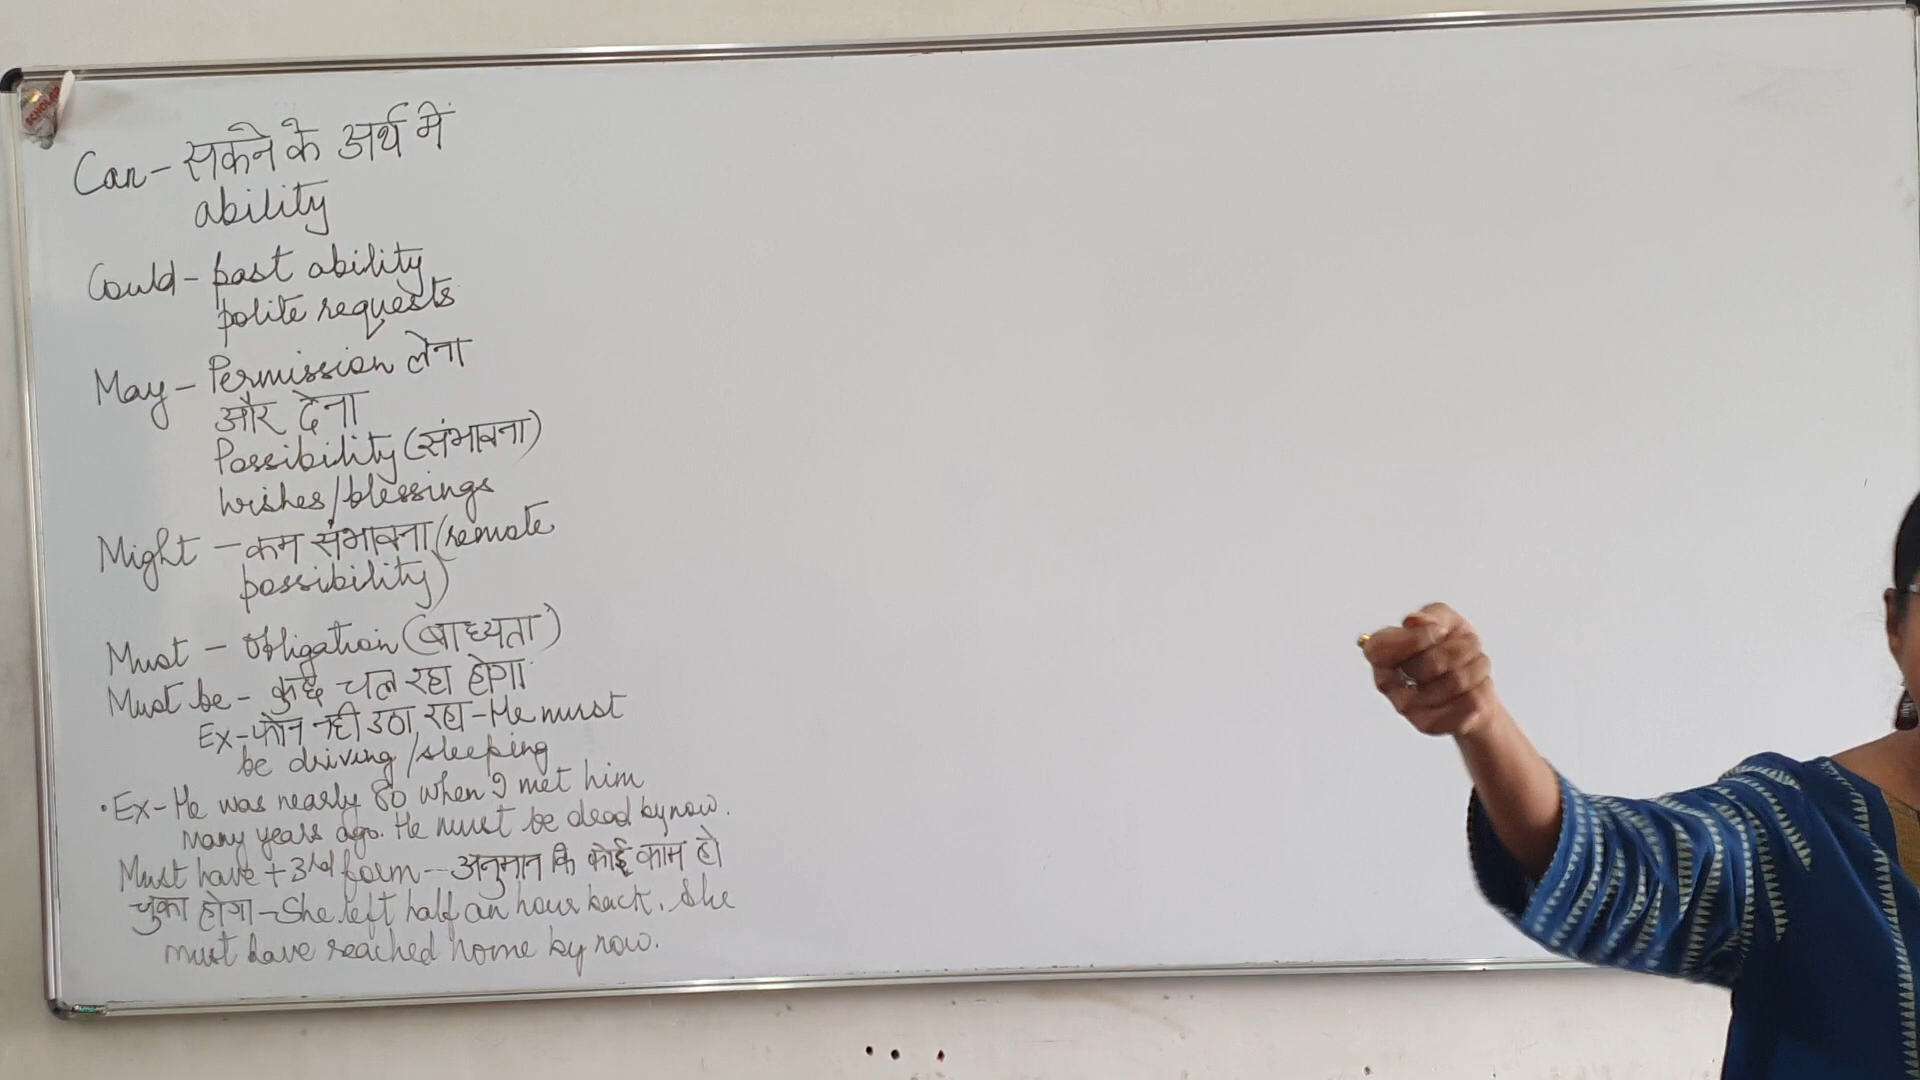 SCHOLAR
Can - सकने के अर्थ में
ability
Could - past ability
polite requests
May - Permission लेना
और देना
Possibility (संभावना)
Wishes/blessings
Might - कम संभावना (remote
possibility)
Must - Obligation (बाध्यता)
Must be - कुछ चल रहा होगा
Ex - फोन नही उठा रहा - He must
be driving/sleeping
• Ex - He was nearly 80 when I met him
many years ago. He must be dead by now.
Must have + 3rd form -- अनुमान कि कोई काम हो
चुका होगा - She left half an hour back. She
must have reached home by now.